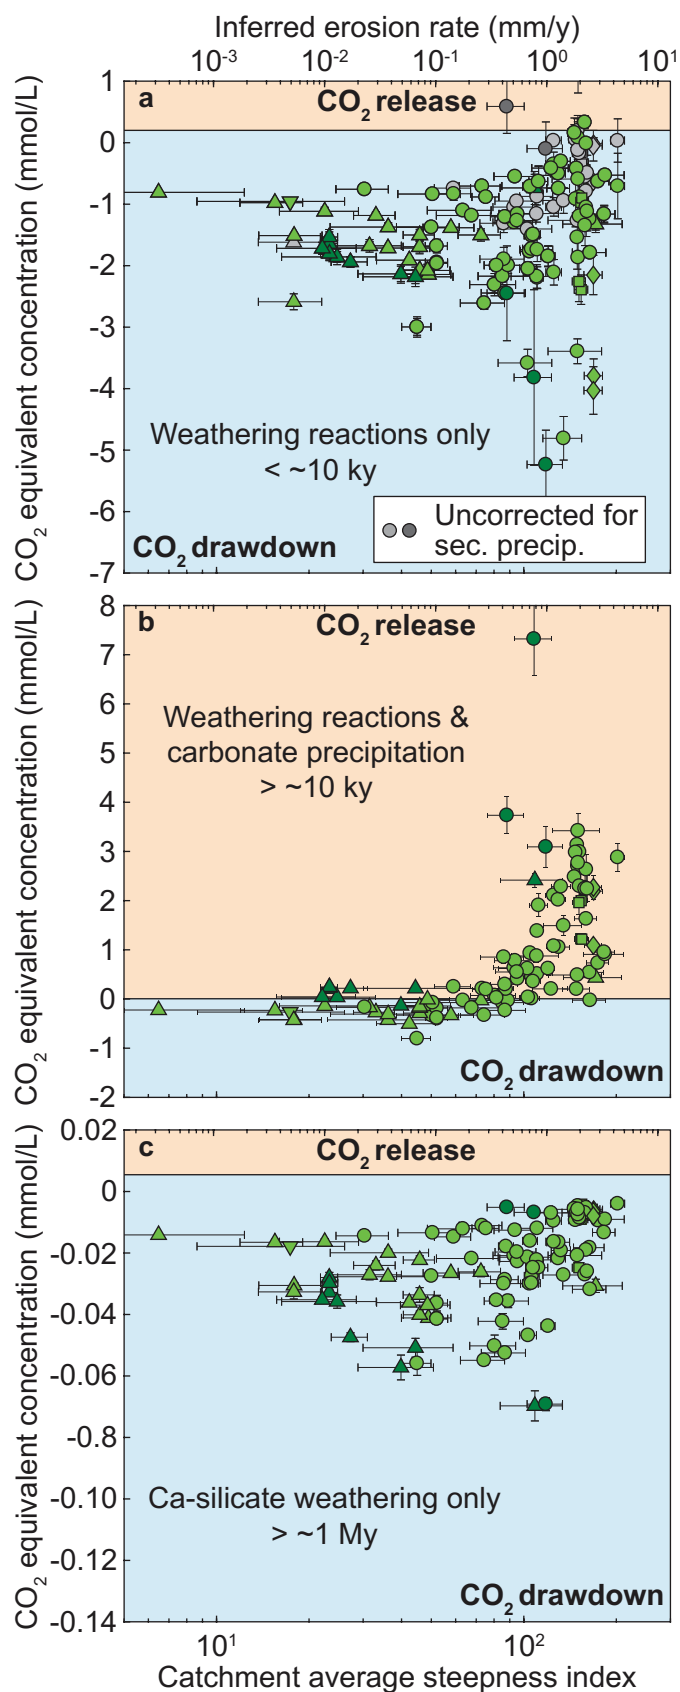 Inferred erosion rate (mm/y)
10⁻³ 10⁻² 10⁻¹ 10⁰ 10¹
a
CO₂ release
CO₂ equivalent concentration (mmol/L)
1
0
-1
-2
-3
-4
-5
-6
-7
Weathering reactions only
< ~10 ky
Uncorrected for
sec. precip.
CO₂ drawdown
b
CO₂ release
CO₂ equivalent concentration (mmol/L)
8
7
6
5
4
3
2
1
0
-1
-2
Weathering reactions &
carbonate precipitation
> ~10 ky
CO₂ drawdown
c
CO₂ release
CO₂ equivalent concentration (mmol/L)
0.02
0
-0.02
-0.04
-0.06
-0.8
-0.10
-0.12
-0.14
Ca-silicate weathering only
> ~1 My
CO₂ drawdown
10¹ 10²
Catchment average steepness index